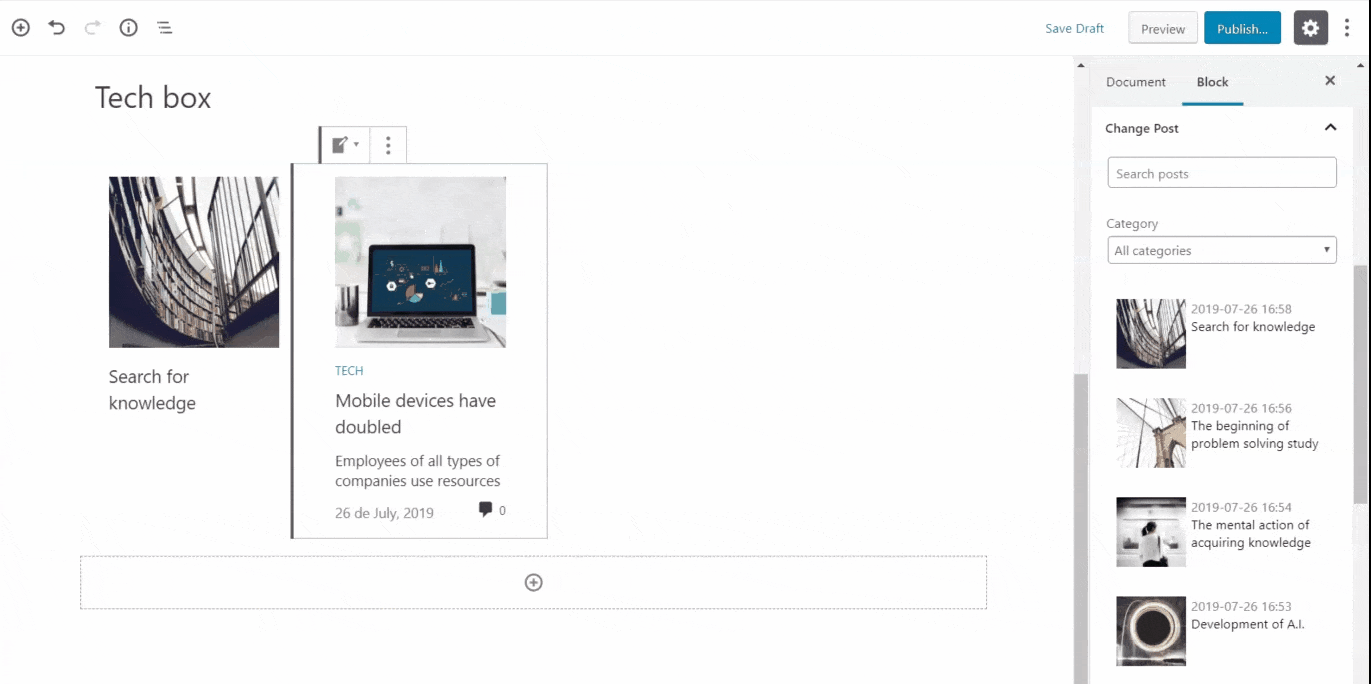 Save Draft
Preview
Publish...
Document
Block
Tech box
Change Post
Search posts
Category
All categories
Search for
knowledge
TECH
Mobile devices have
doubled
Employees of all types of
companies use resources
26 de July, 2019
0
2019-07-26 16:58
Search for knowledge
2019-07-26 16:56
The beginning of
problem solving study
2019-07-26 16:54
The mental action of
acquiring knowledge
2019-07-26 16:53
Development of A.I.